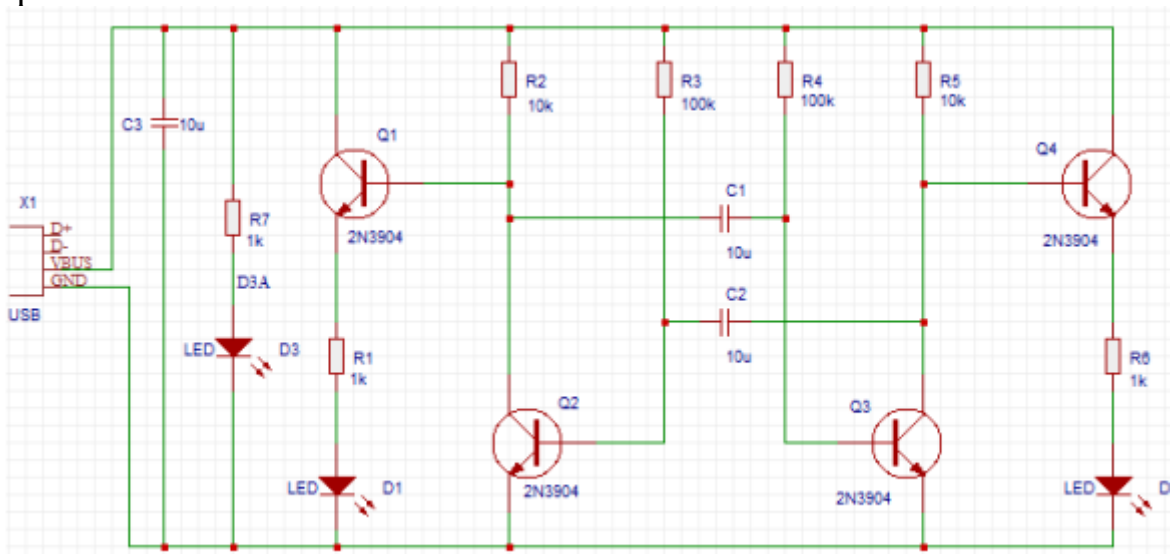 R2
10k
R3
100k
R4
100k
R5
10k
C3
10u
Q1
Q4
X1
D+
D-
VBUS
GND
USB
R7
1k
D3A
2N3904
C1
10u
2N3904
C2
10u
LED
D3
R1
1k
R6
1k
Q2
Q3
LED
D1
2N3904
2N3904
LED